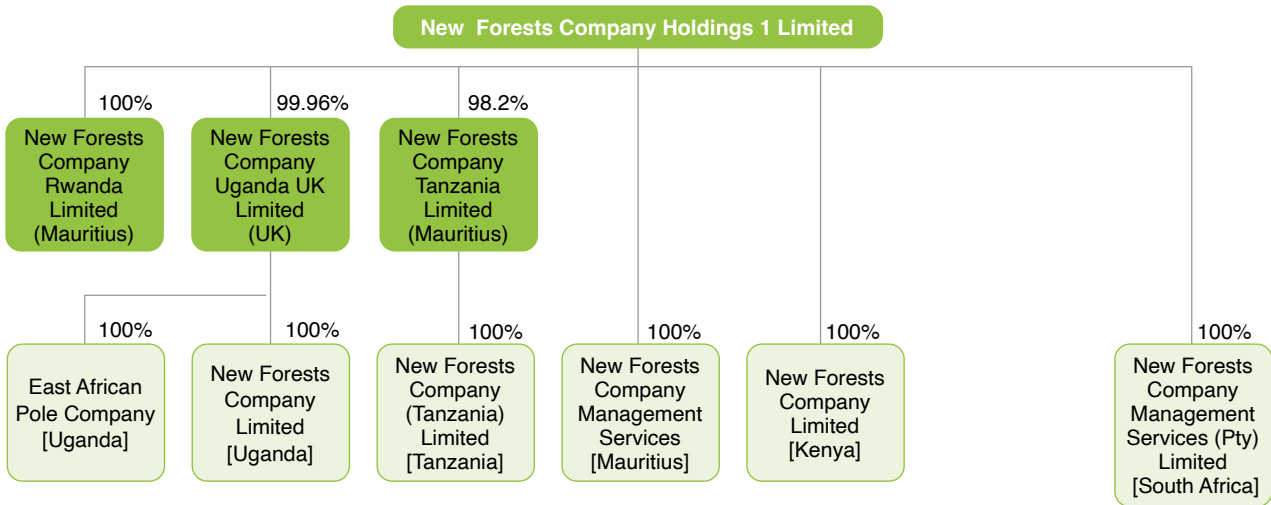 New Forests Company Holdings 1 Limited
100%
New Forests
Company
Rwanda
Limited
(Mauritius)
99.96%
New Forests
Company
Uganda UK
Limited
(UK)
98.2%
New Forests
Company
Tanzania
Limited
(Mauritius)
100%
East African
Pole Company
[Uganda]
100%
New Forests
Company
Limited
[Uganda]
100%
New Forests
Company
(Tanzania)
Limited
[Tanzania]
100%
New Forests
Company
Management
Services
[Mauritius]
100%
New Forests
Company
Limited
[Kenya]
100%
New Forests
Company
Management
Services (Pty)
Limited
[South Africa]